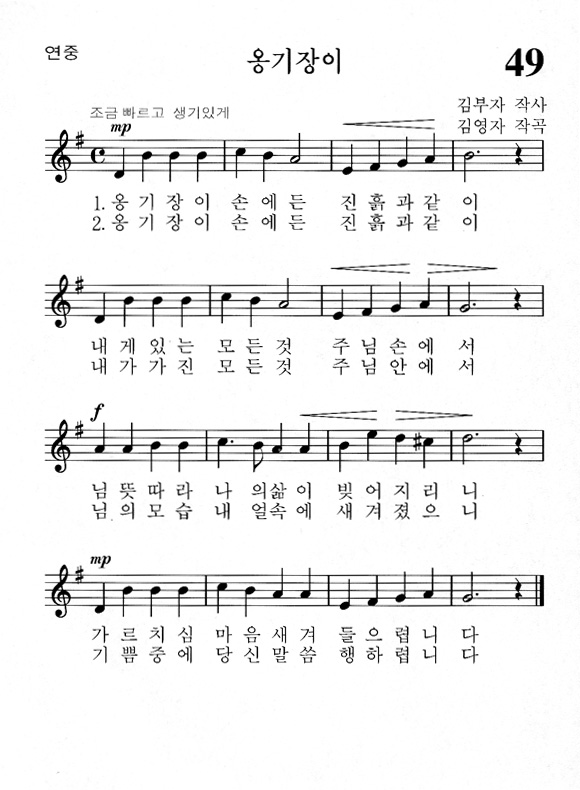 연중
옹기장이
49
김부자 작사
조금 빠르고 생기있게
김영자 작곡
mp
1. 옹 기 장 이 손 에 든 진 흙 과 같 이
2. 옹 기 장 이 손 에 든 진 흙 과 같 이
내 게 있 는 모 든 것 주 님 손 에 서
내 가 가 진 모 든 것 주 님 안 에 서
f
님 뜻 따 라 나 의 삶 이 빚 어 지 리 니
님 의 모 습 내 얼 속 에 새 겨 졌 으 니
mp
가 르 치 심 마 음 새 겨 들 으 렵 니 다
기 쁨 중 에 당 신 말 씀 행 하 렵 니 다